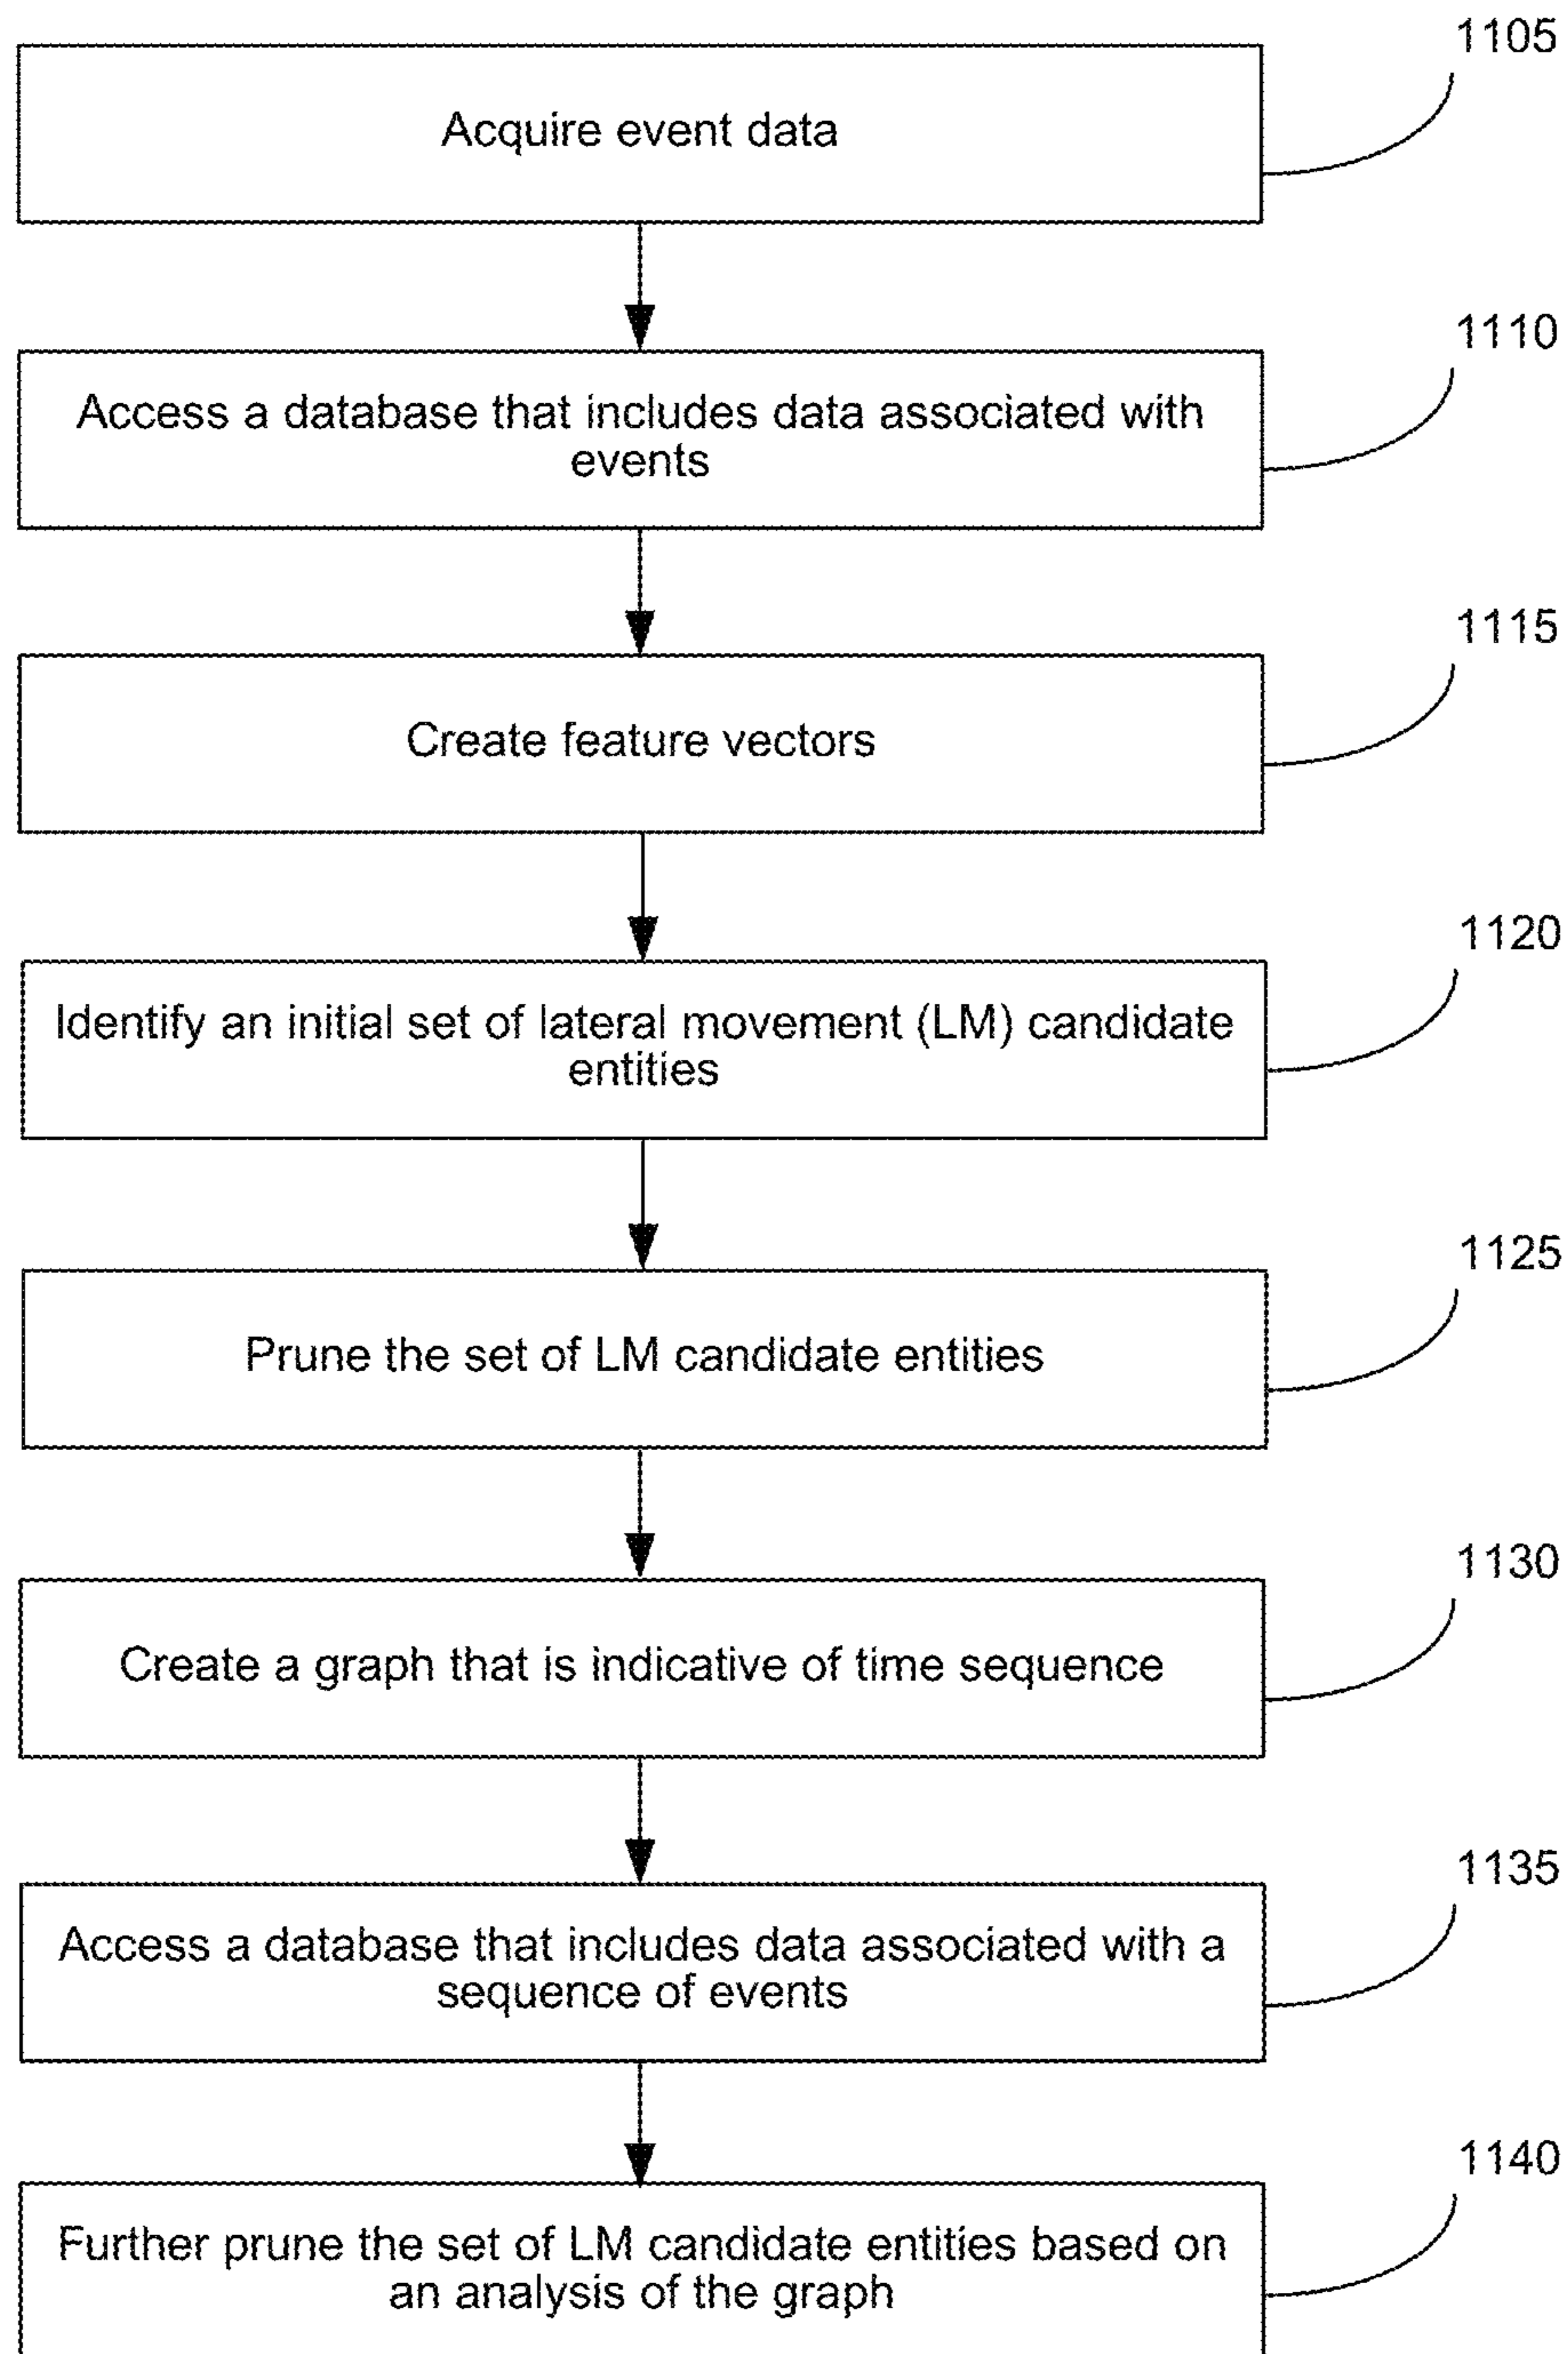 1105
Acquire event data
1110
Access a database that includes data associated with
events
1115
Create feature vectors
1120
Identify an initial set of lateral movement (LM) candidate
entities
1125
Prune the set of LM candidate entities
1130
Create a graph that is indicative of time sequence
1135
Access a database that includes data associated with a
sequence of events
1140
Further prune the set of LM candidate entities based on
an analysis of the graph